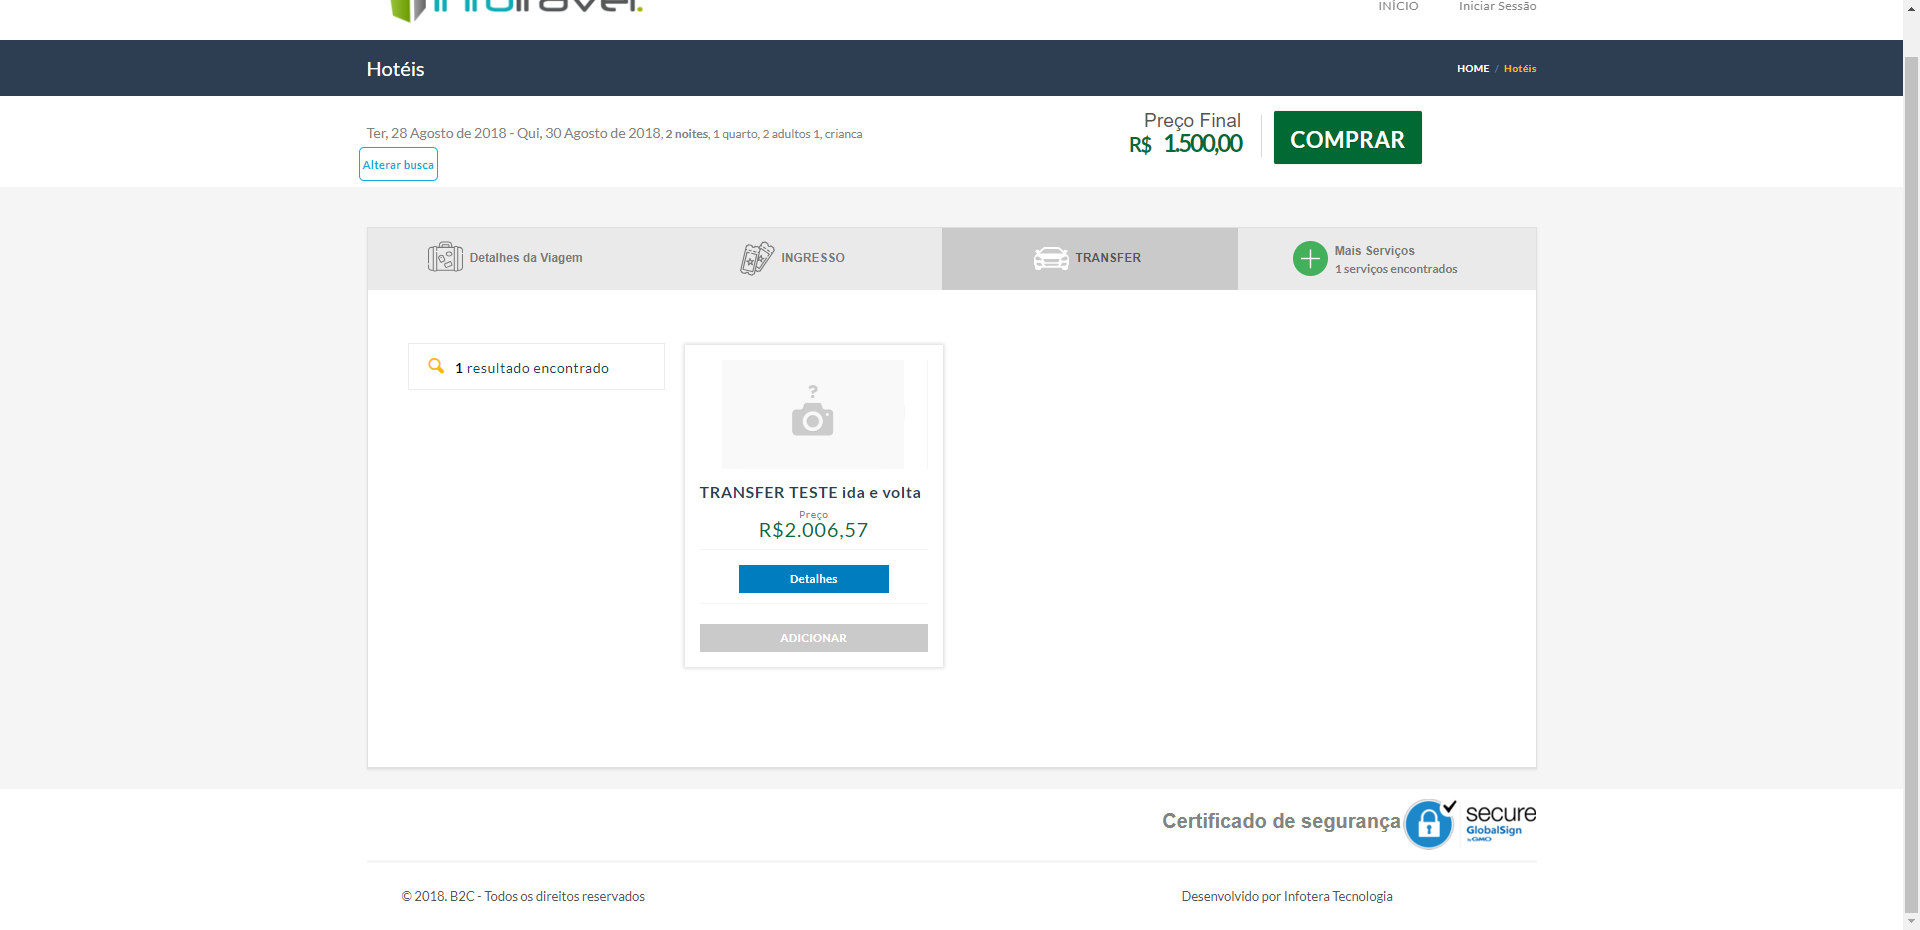 infotravel.
INÍCIO Iniciar Sessão
Hotéis
HOME / Hotéis
Ter, 28 Agosto de 2018 - Qui, 30 Agosto de 2018, 2 noites, 1 quarto, 2 adultos 1, crianca
Alterar busca
Preço Final
R$ 1.500,00
COMPRAR
Detalhes da Viagem
INGRESSO
TRANSFER
Mais Serviços
1 serviços encontrados
1 resultado encontrado
?
TRANSFER TESTE ida e volta
Preço
R$2.006,57
Detalhes
ADICIONAR
Certificado de segurança
secure
GlobalSign
by GMO
© 2018. B2C - Todos os direitos reservados
Desenvolvido por Infotera Tecnologia